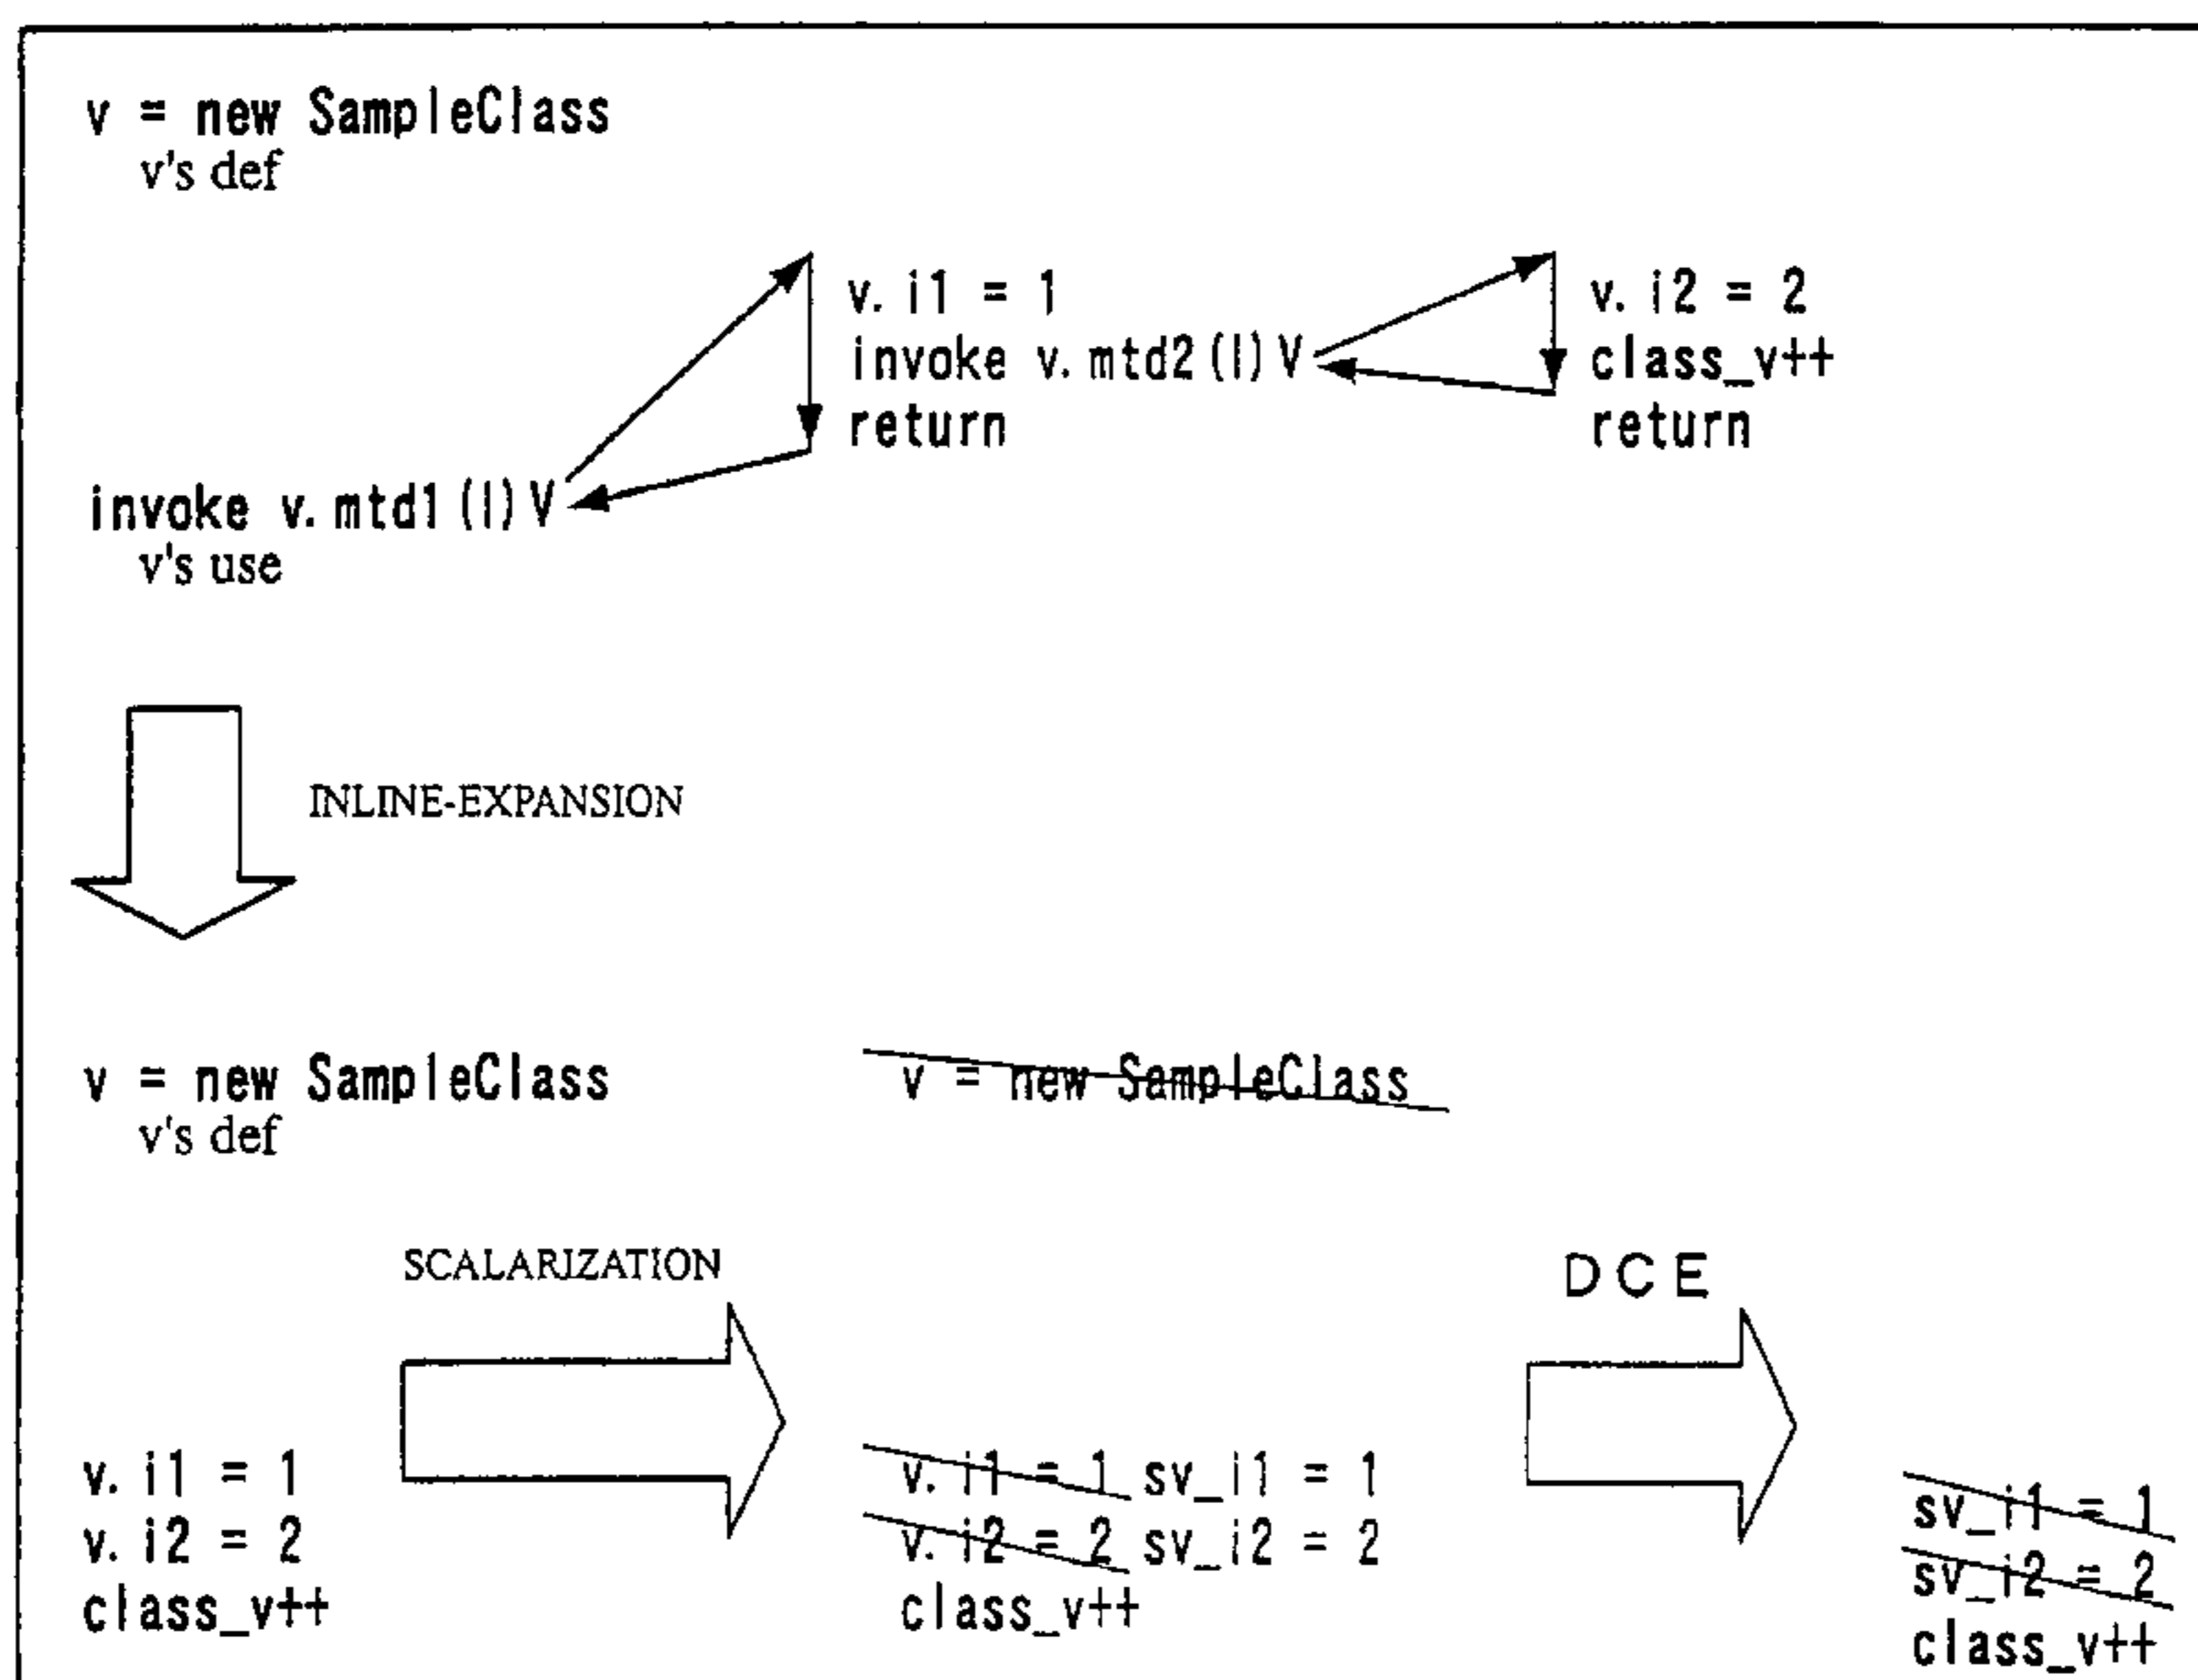 v = new SampleClass
v's def
v. i1 = 1
invoke v. mtd2(I)V
return
v. i2 = 2
class_v++
return
invoke v. mtd1(I)V
v's use
INLINE-EXPANSION
v = new SampleClass
v's def
v = new SampleClass
SCALARIZATION
DCE
v. i1 = 1
v. i2 = 2
class_v++
v. i1 = 1 sv_i1 = 1
v. i2 = 2 sv_i2 = 2
class_v++
sv_i1 = 1
sv_i2 = 2
class_v++